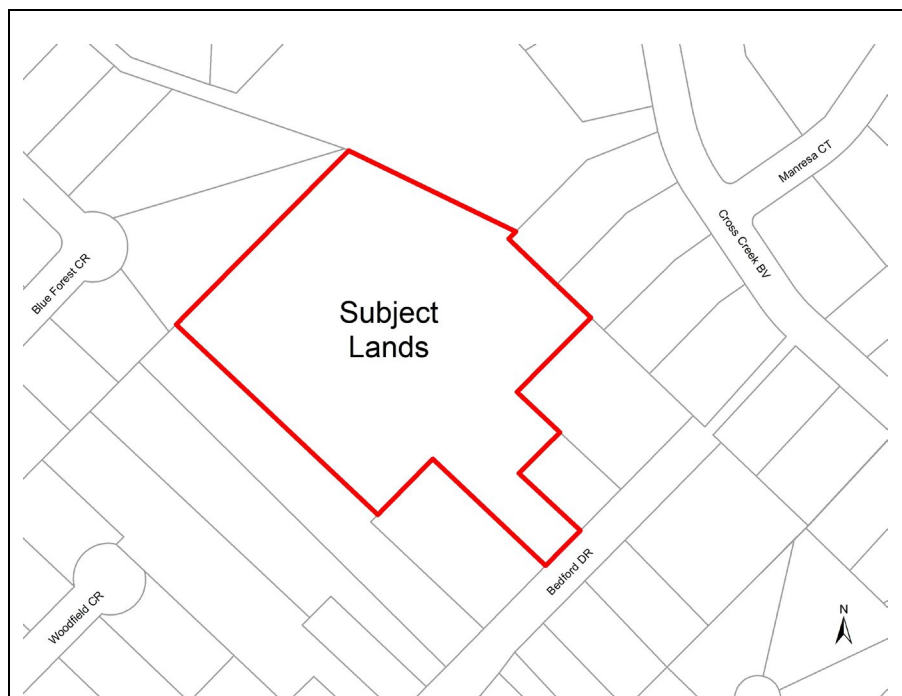 Manresa CT
Cross Creek BV
Blue Forest CR
Subject
Lands
Bedford DR
Woodfield CR
N